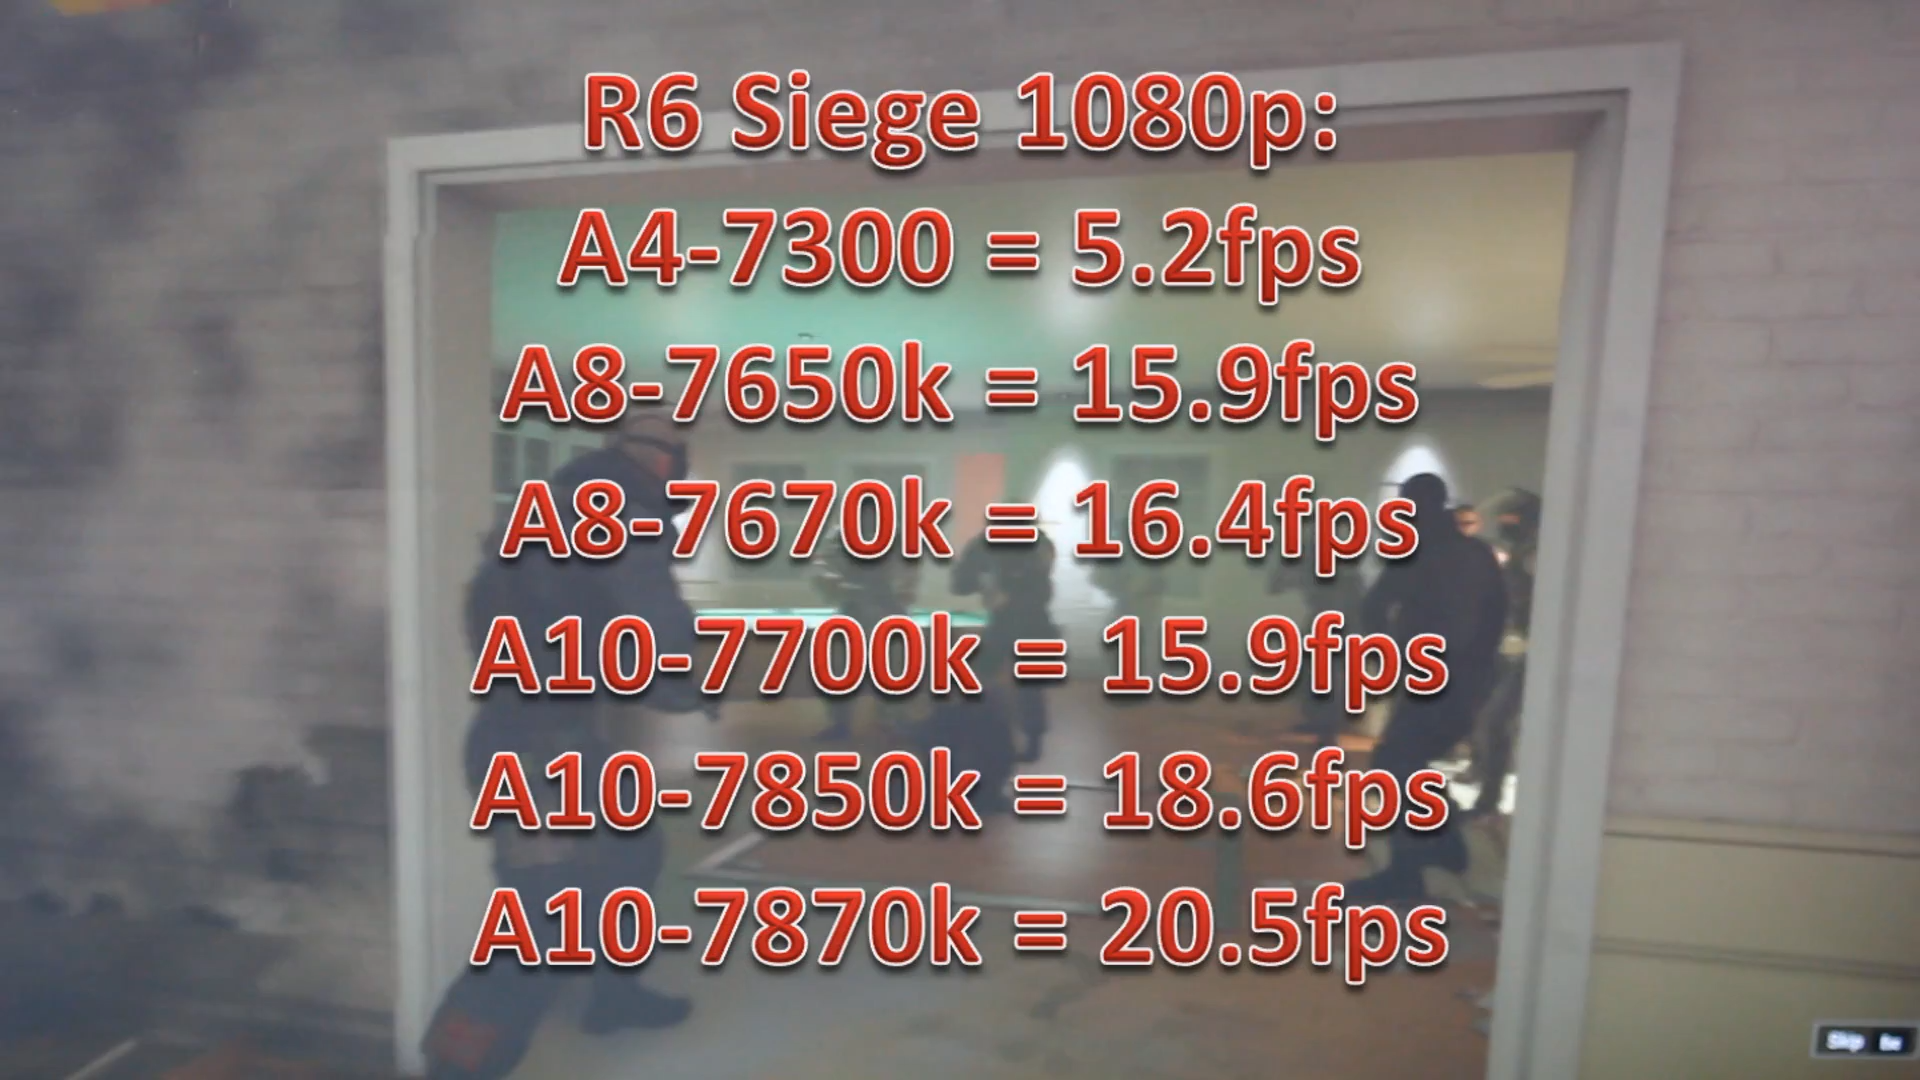 R6 Siege 1080p:
A4-7300 = 5.2fps
A8-7650k = 15.9fps
A8-7670k = 16.4fps
A10-7700k = 15.9fps
A10-7850k = 18.6fps
A10-7870k = 20.5fps
Skip